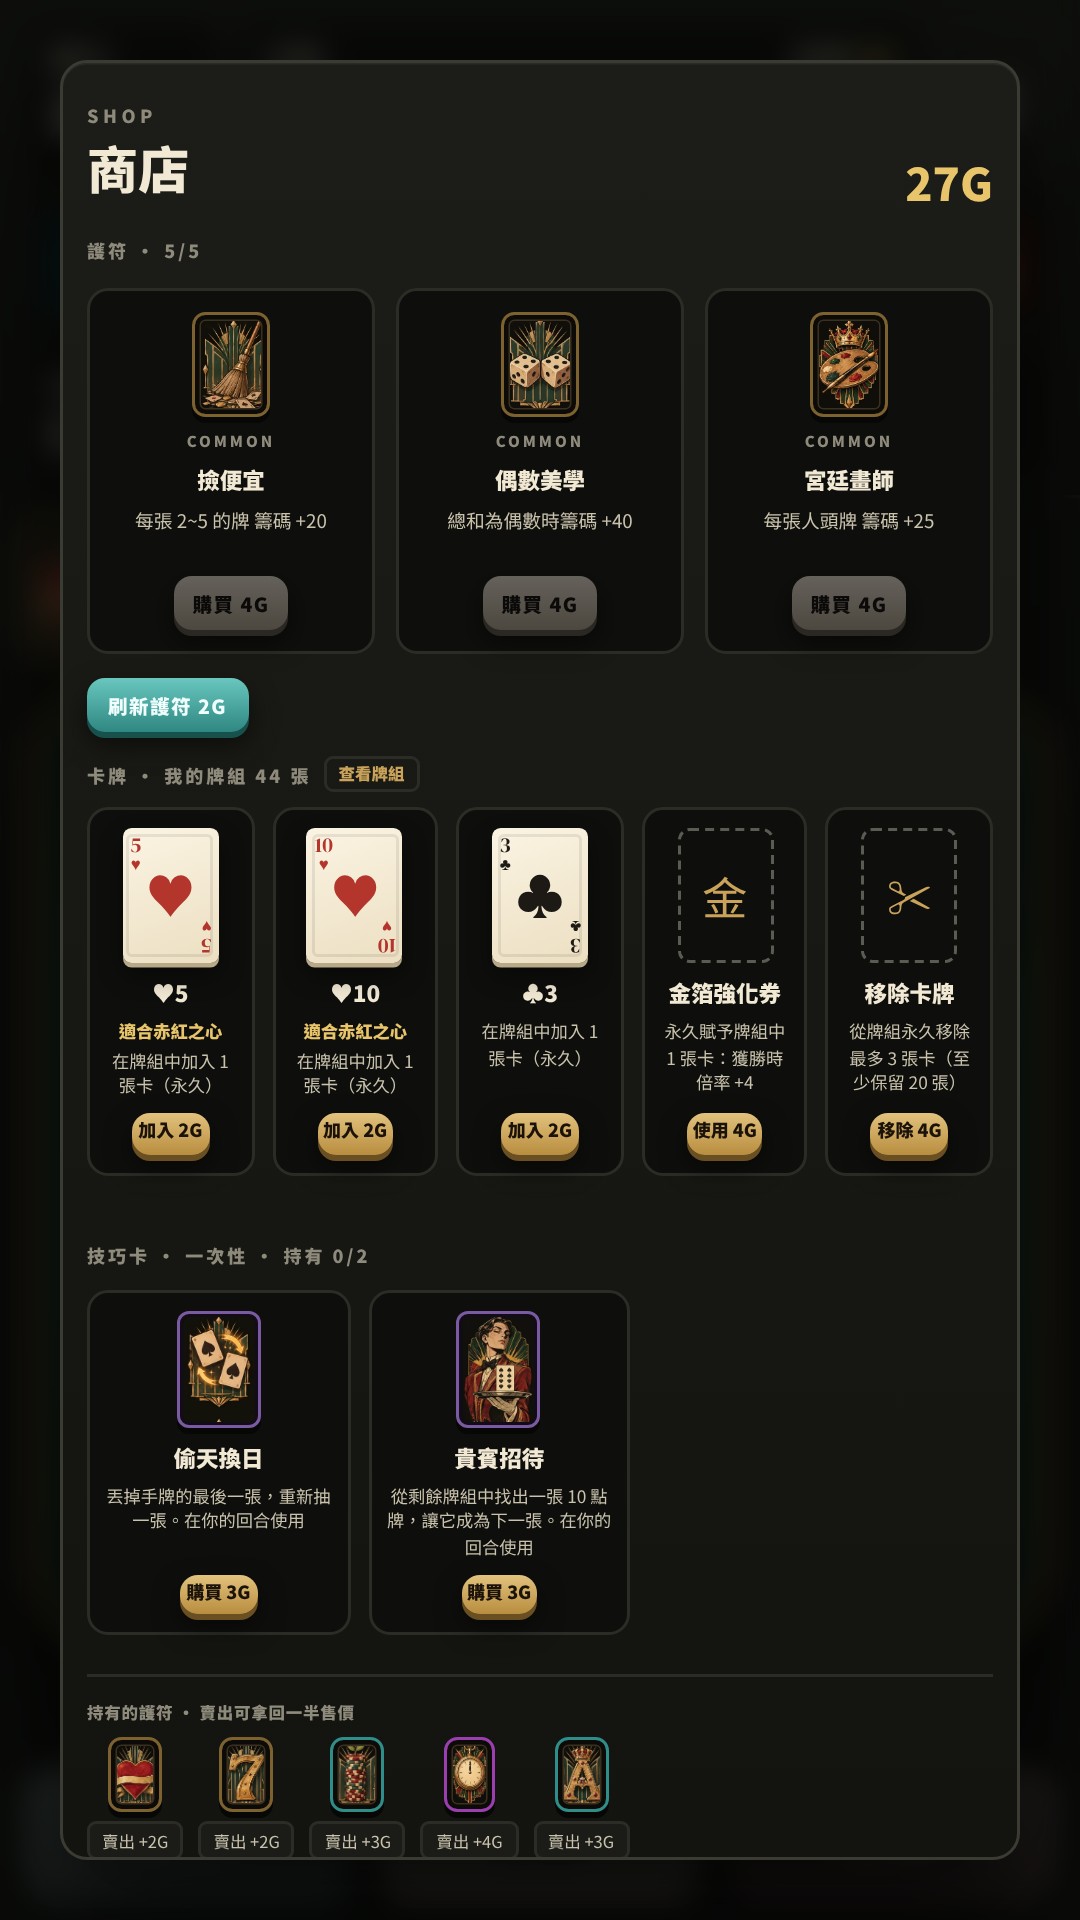 SHOP
商店
27G
護符 · 5/5
COMMON
撿便宜
每張 2~5 的牌 籌碼 +20
購買 4G
COMMON
偶數美學
總和為偶數時籌碼 +40
購買 4G
COMMON
宮廷畫師
每張人頭牌 籌碼 +25
購買 4G
刷新護符 2G
卡牌 · 我的牌組 44 張
查看牌組
5
♥
♥
5
♥5
適合赤紅之心
在牌組中加入 1
張卡（永久）
加入 2G
10
♥
♥
10
♥10
適合赤紅之心
在牌組中加入 1
張卡（永久）
加入 2G
3
♣
♣
3
♣3
在牌組中加入 1
張卡（永久）
加入 2G
金
金箔強化券
永久賦予牌組中
1 張卡：獲勝時
倍率 +4
使用 4G
✂
移除卡牌
從牌組永久移除
最多 3 張卡（至
少保留 20 張）
移除 4G
技巧卡 · 一次性 · 持有 0/2
偷天換日
丟掉手牌的最後一張，重新抽
一張。在你的回合使用
購買 3G
貴賓招待
從剩餘牌組中找出一張 10 點
牌，讓它成為下一張。在你的
回合使用
購買 3G
持有的護符 · 賣出可拿回一半售價
7
A
賣出 +2G
賣出 +2G
賣出 +3G
賣出 +4G
賣出 +3G